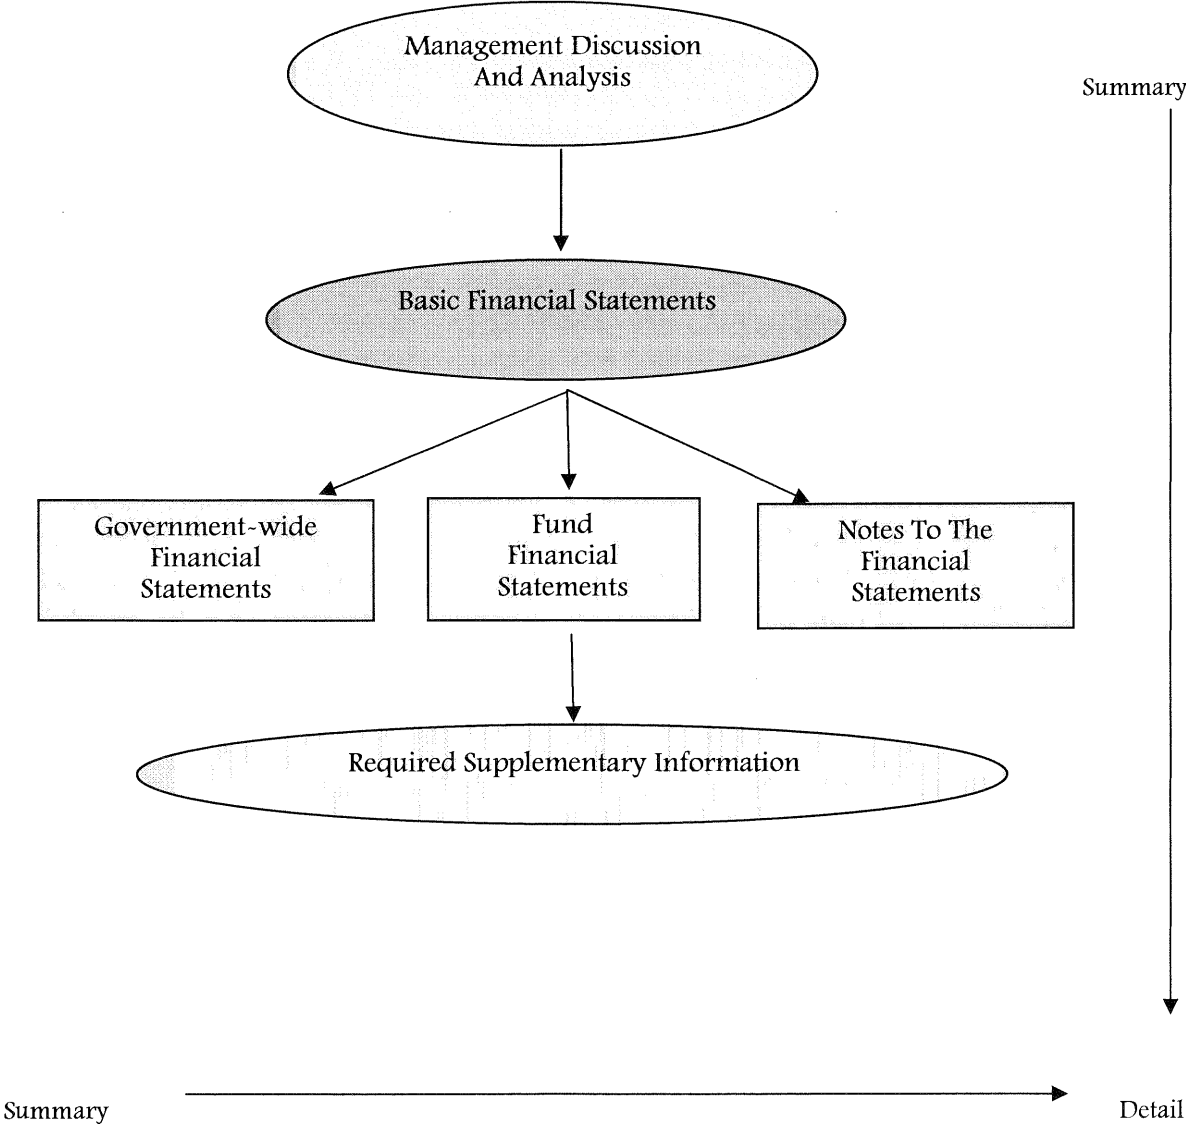 Management Discussion
And Analysis
Summary
Basic Financial Statements
Government-wide
Financial
Statements
Fund
Financial
Statements
Notes To The
Financial
Statements
Required Supplementary Information
Summary
Detail